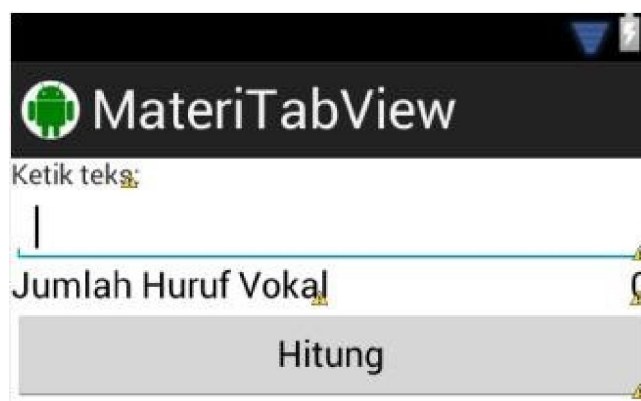 MateriTabView
Ketik teks:
Jumlah Huruf Vokal 0
Hitung